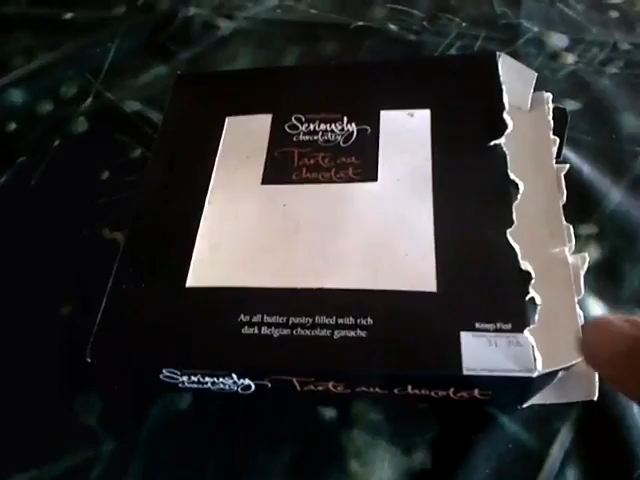 Seriously
chocolatey
Tarte au
chocolat
An all butter pastry filled with rich
dark Belgian chocolate ganache
Keep Flat
Seriously
chocolatey
Tarte au chocolat